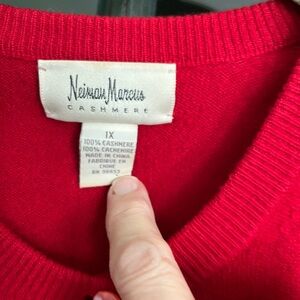 Neiman Marcus
CASHMERE
1X
100% CASHMERE
100% CACHEMIRE
MADE IN CHINA
FABRIQUE EN
CHINE